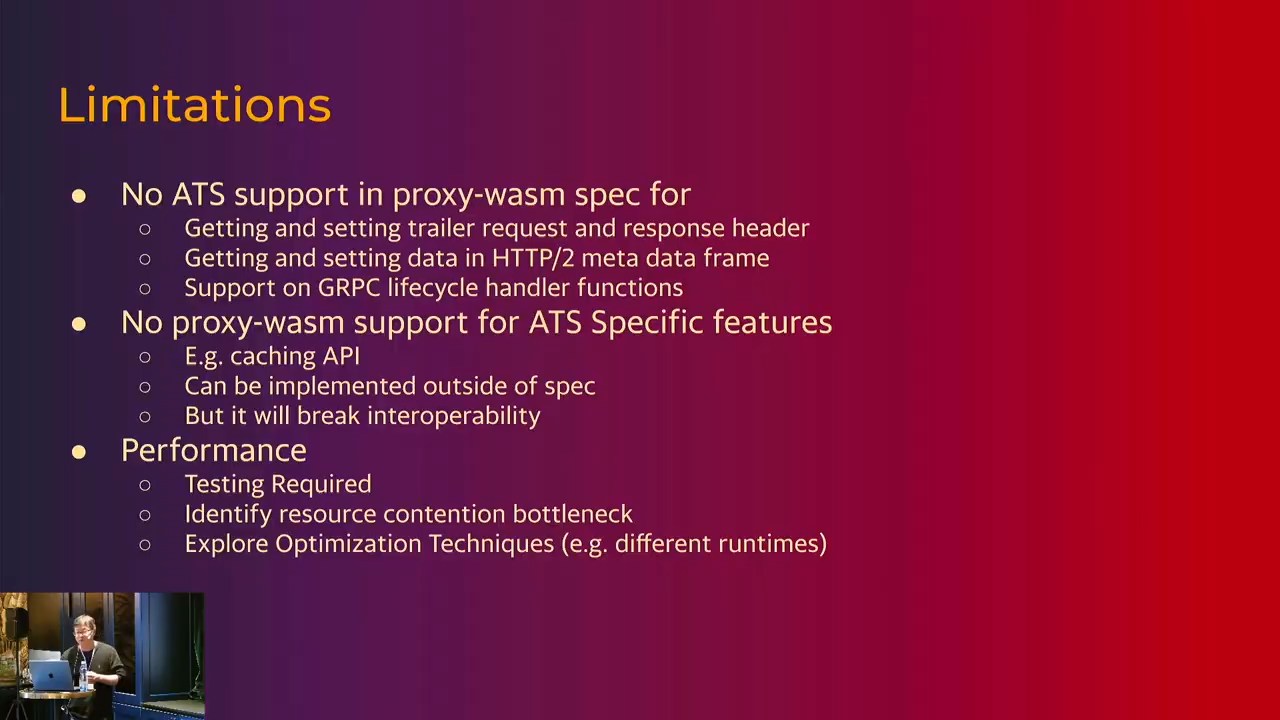 Limitations
● No ATS support in proxy-wasm spec for
○ Getting and setting trailer request and response header
○ Getting and setting data in HTTP/2 meta data frame
○ Support on GRPC lifecycle handler functions
● No proxy-wasm support for ATS Specific features
○ E.g. caching API
○ Can be implemented outside of spec
○ But it will break interoperability
● Performance
○ Testing Required
○ Identify resource contention bottleneck
○ Explore Optimization Techniques (e.g. different runtimes)